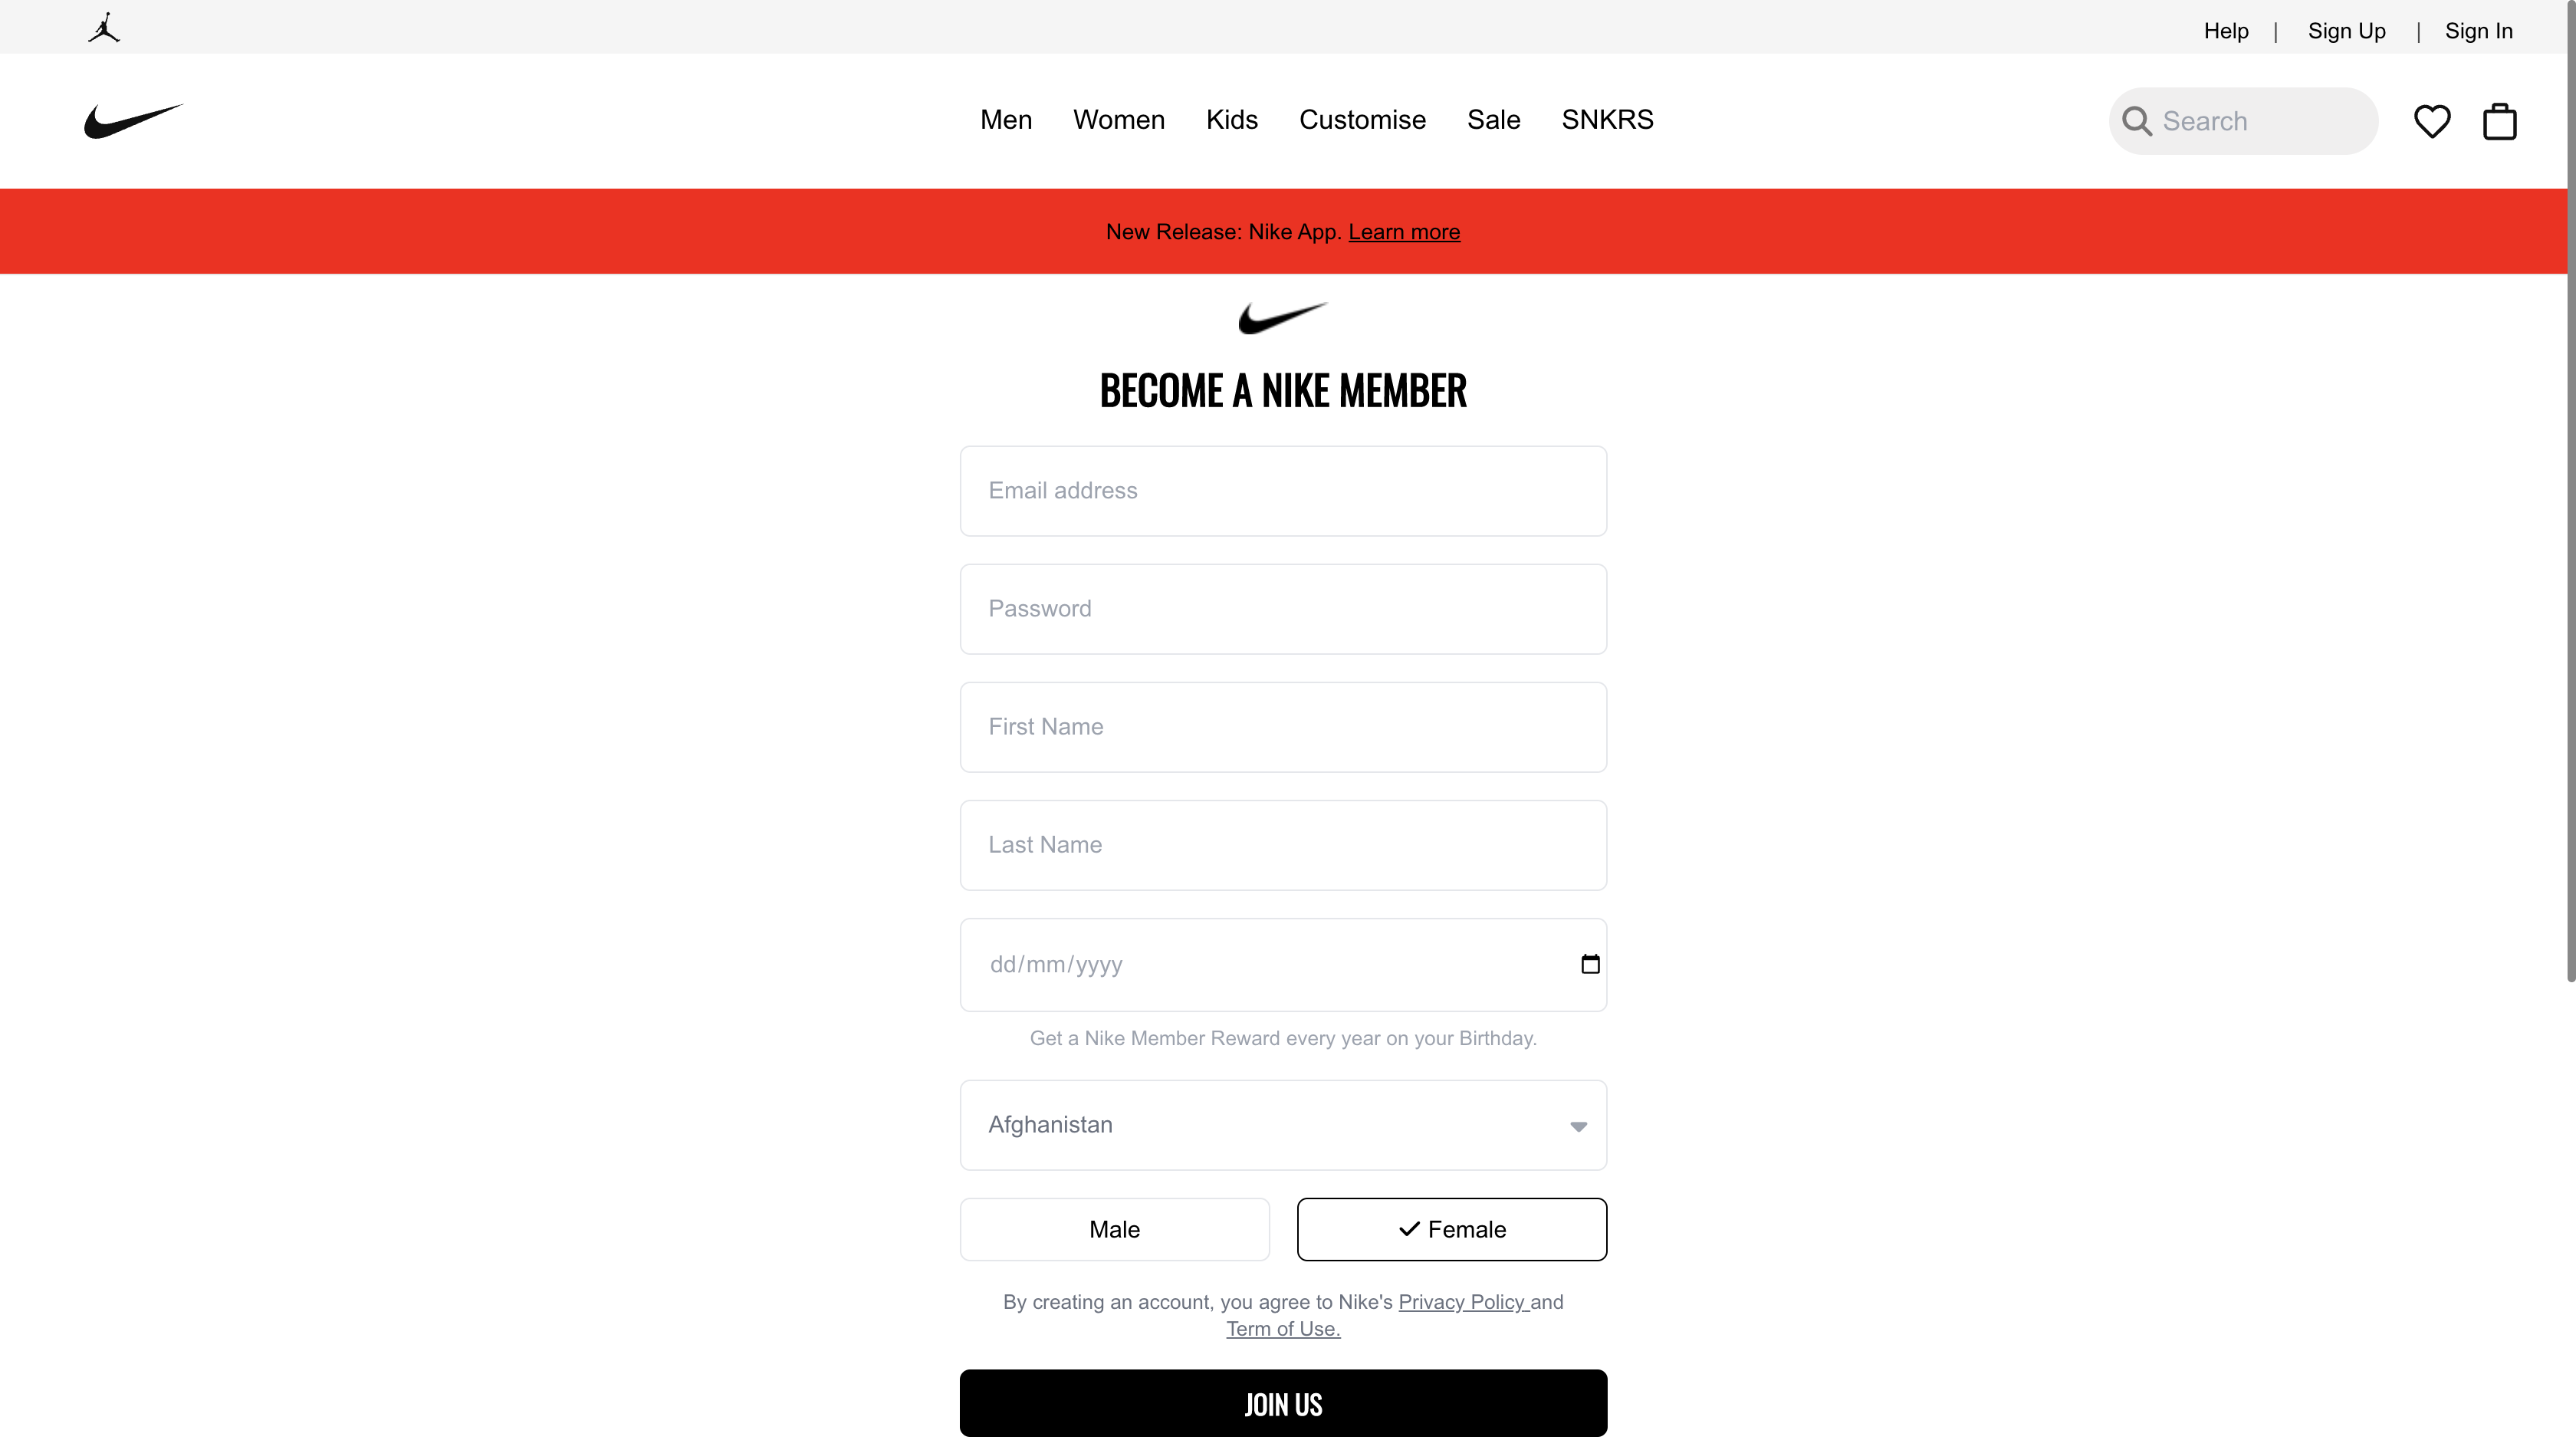 Help | Sign Up | Sign In
Men Women Kids Customise Sale SNKRS Search
New Release: Nike App. Learn more
BECOME A NIKE MEMBER
Email address
Password
First Name
Last Name
dd/mm/yyyy
Get a Nike Member Reward every year on your Birthday.
Afghanistan
Male Female
By creating an account, you agree to Nike's Privacy Policy and
Term of Use.
JOIN US